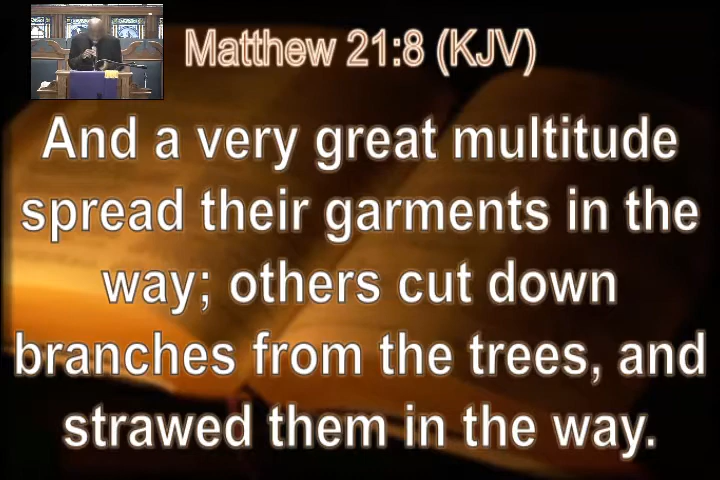 Matthew 21:8 (KJV)
And a very great multitude
spread their garments in the
way; others cut down
branches from the trees, and
strawed them in the way.